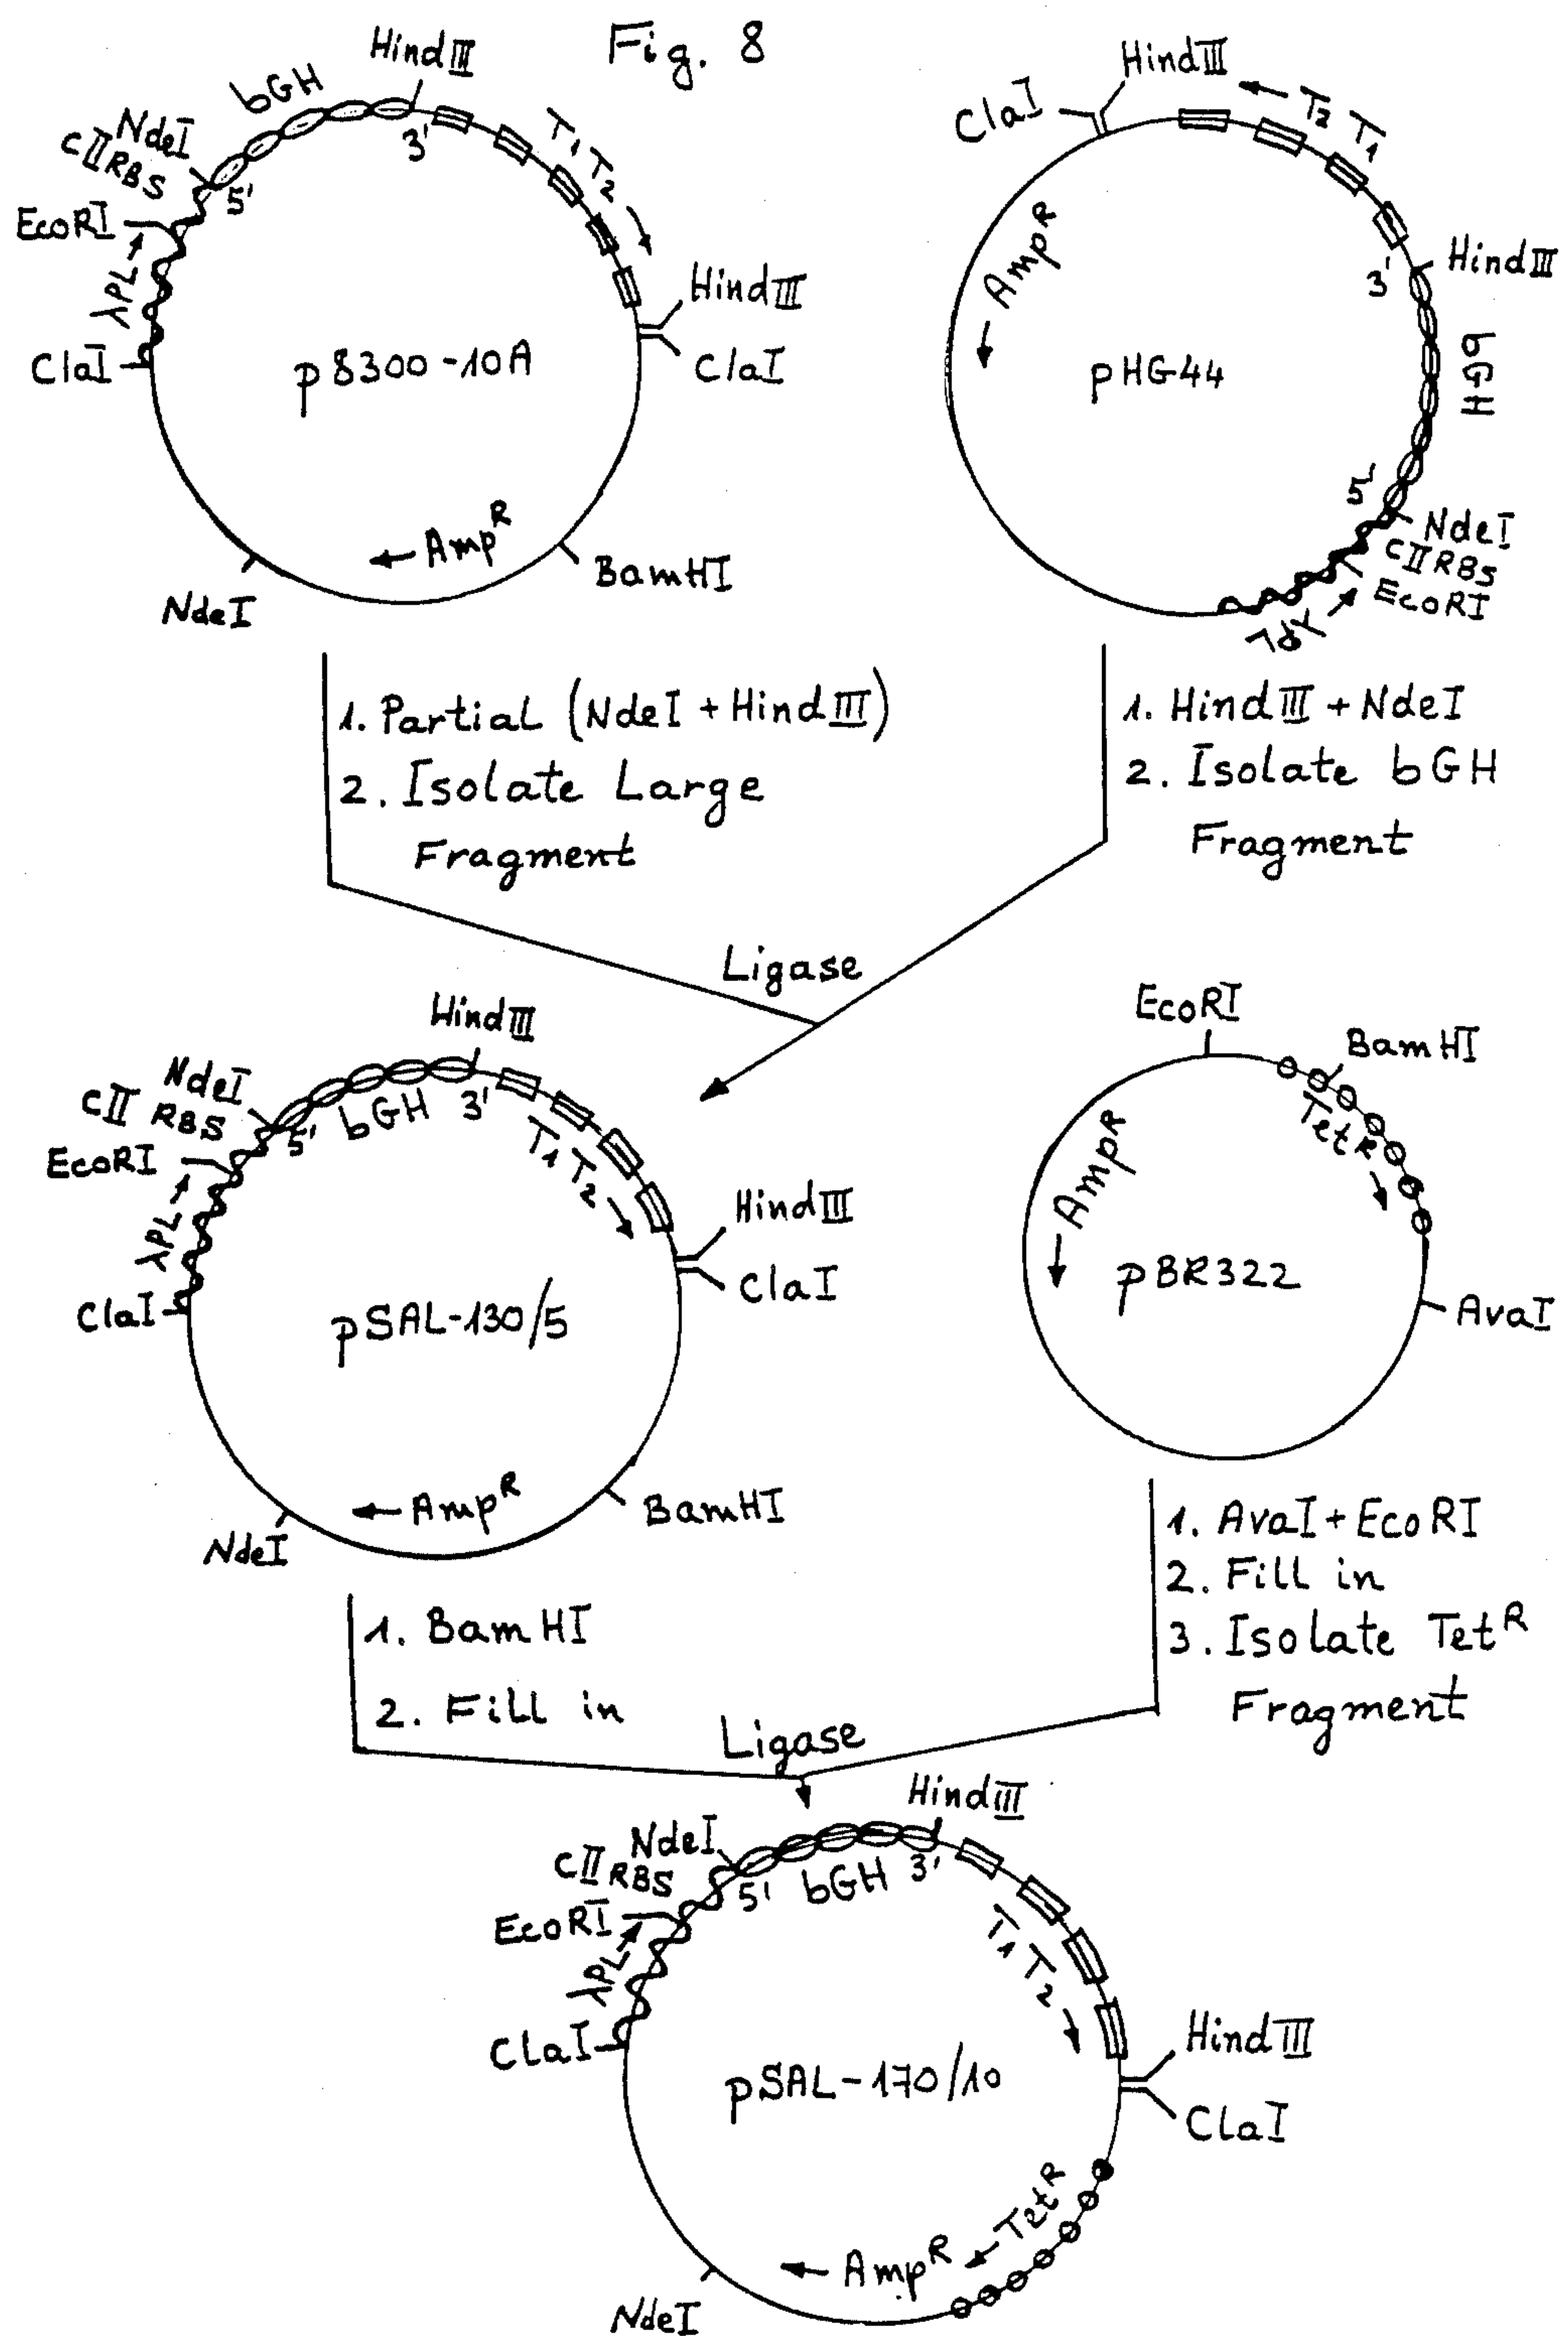 Fig. 8
HindIII
bGH
NdeI
cII RBS
EcoRI
λPL
ClaI
5'
3'
T1 T2
HindIII
ClaI
p8300-10A
AmpR
BamHI
NdeI
HindIII
ClaI
T2 T1
AmpR
HindIII
3'
pHG44
bGH
5'
NdeI
cII RBS
EcoRI
λPL
1. Partial (NdeI + HindIII)
2. Isolate Large
Fragment
1. HindIII + NdeI
2. Isolate bGH
Fragment
Ligase
HindIII
NdeI
cII RBS
5' bGH 3'
EcoRI
λPL
ClaI
T1 T2
HindIII
ClaI
pSAL-130/5
AmpR
BamHI
NdeI
EcoRI
BamHI
TetR
AmpR
pBR322
AvaI
1. BamHI
2. Fill in
1. AvaI + EcoRI
2. Fill in
3. Isolate TetR
Fragment
Ligase
HindIII
NdeI
cII RBS
5' bGH 3'
EcoRI
λPL
ClaI
T1 T2
HindIII
ClaI
pSAL-170/10
TetR
AmpR
NdeI